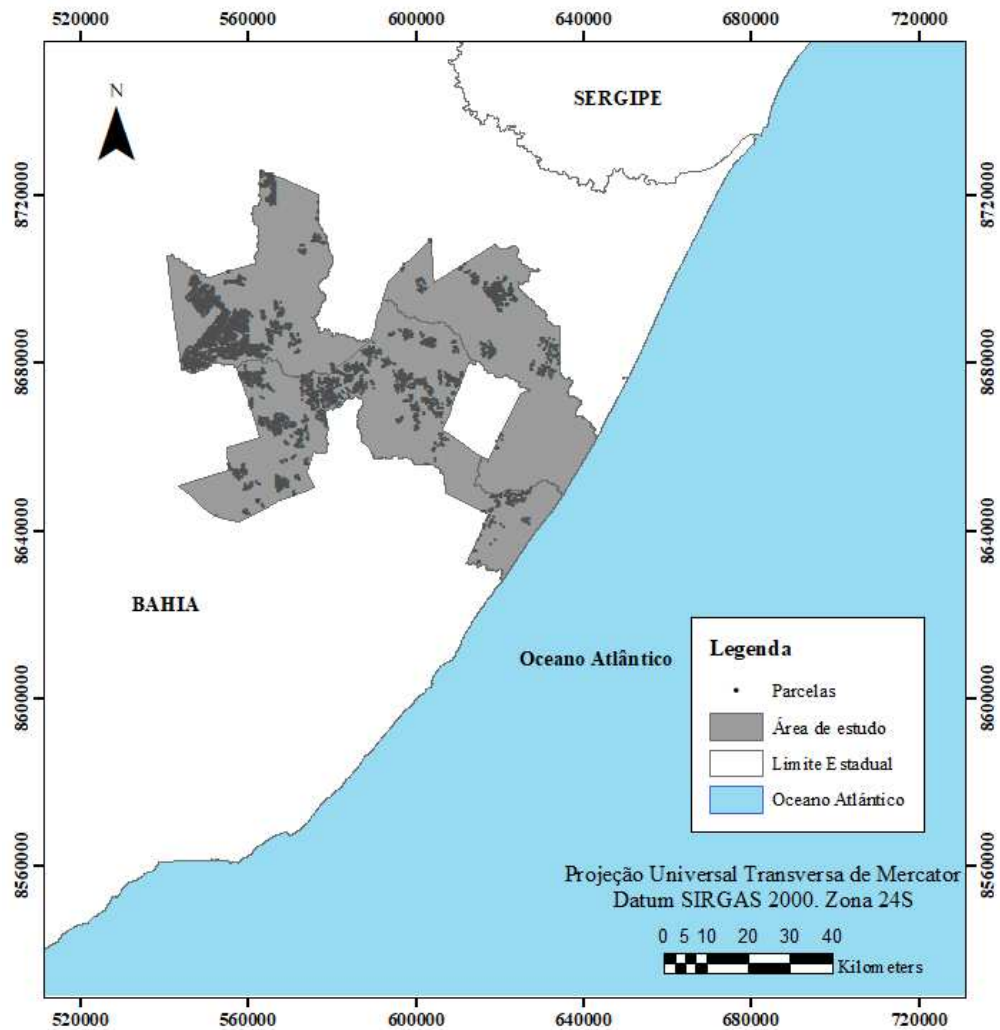 520000 560000 600000 640000 680000 720000
N
SERGIPE
8720000 8720000
8680000 8680000
8640000 8640000
BAHIA
Oceano Atlântico
Legenda
Parcelas
Área de estudo
Limite Estadual
Oceano Atlántico
8600000 8600000
8560000 8560000
Projeção Universal Transversa de Mercator
Datum SIRGAS 2000. Zona 24S
0 5 10 20 30 40
Kilometers
520000 560000 600000 640000 680000 720000